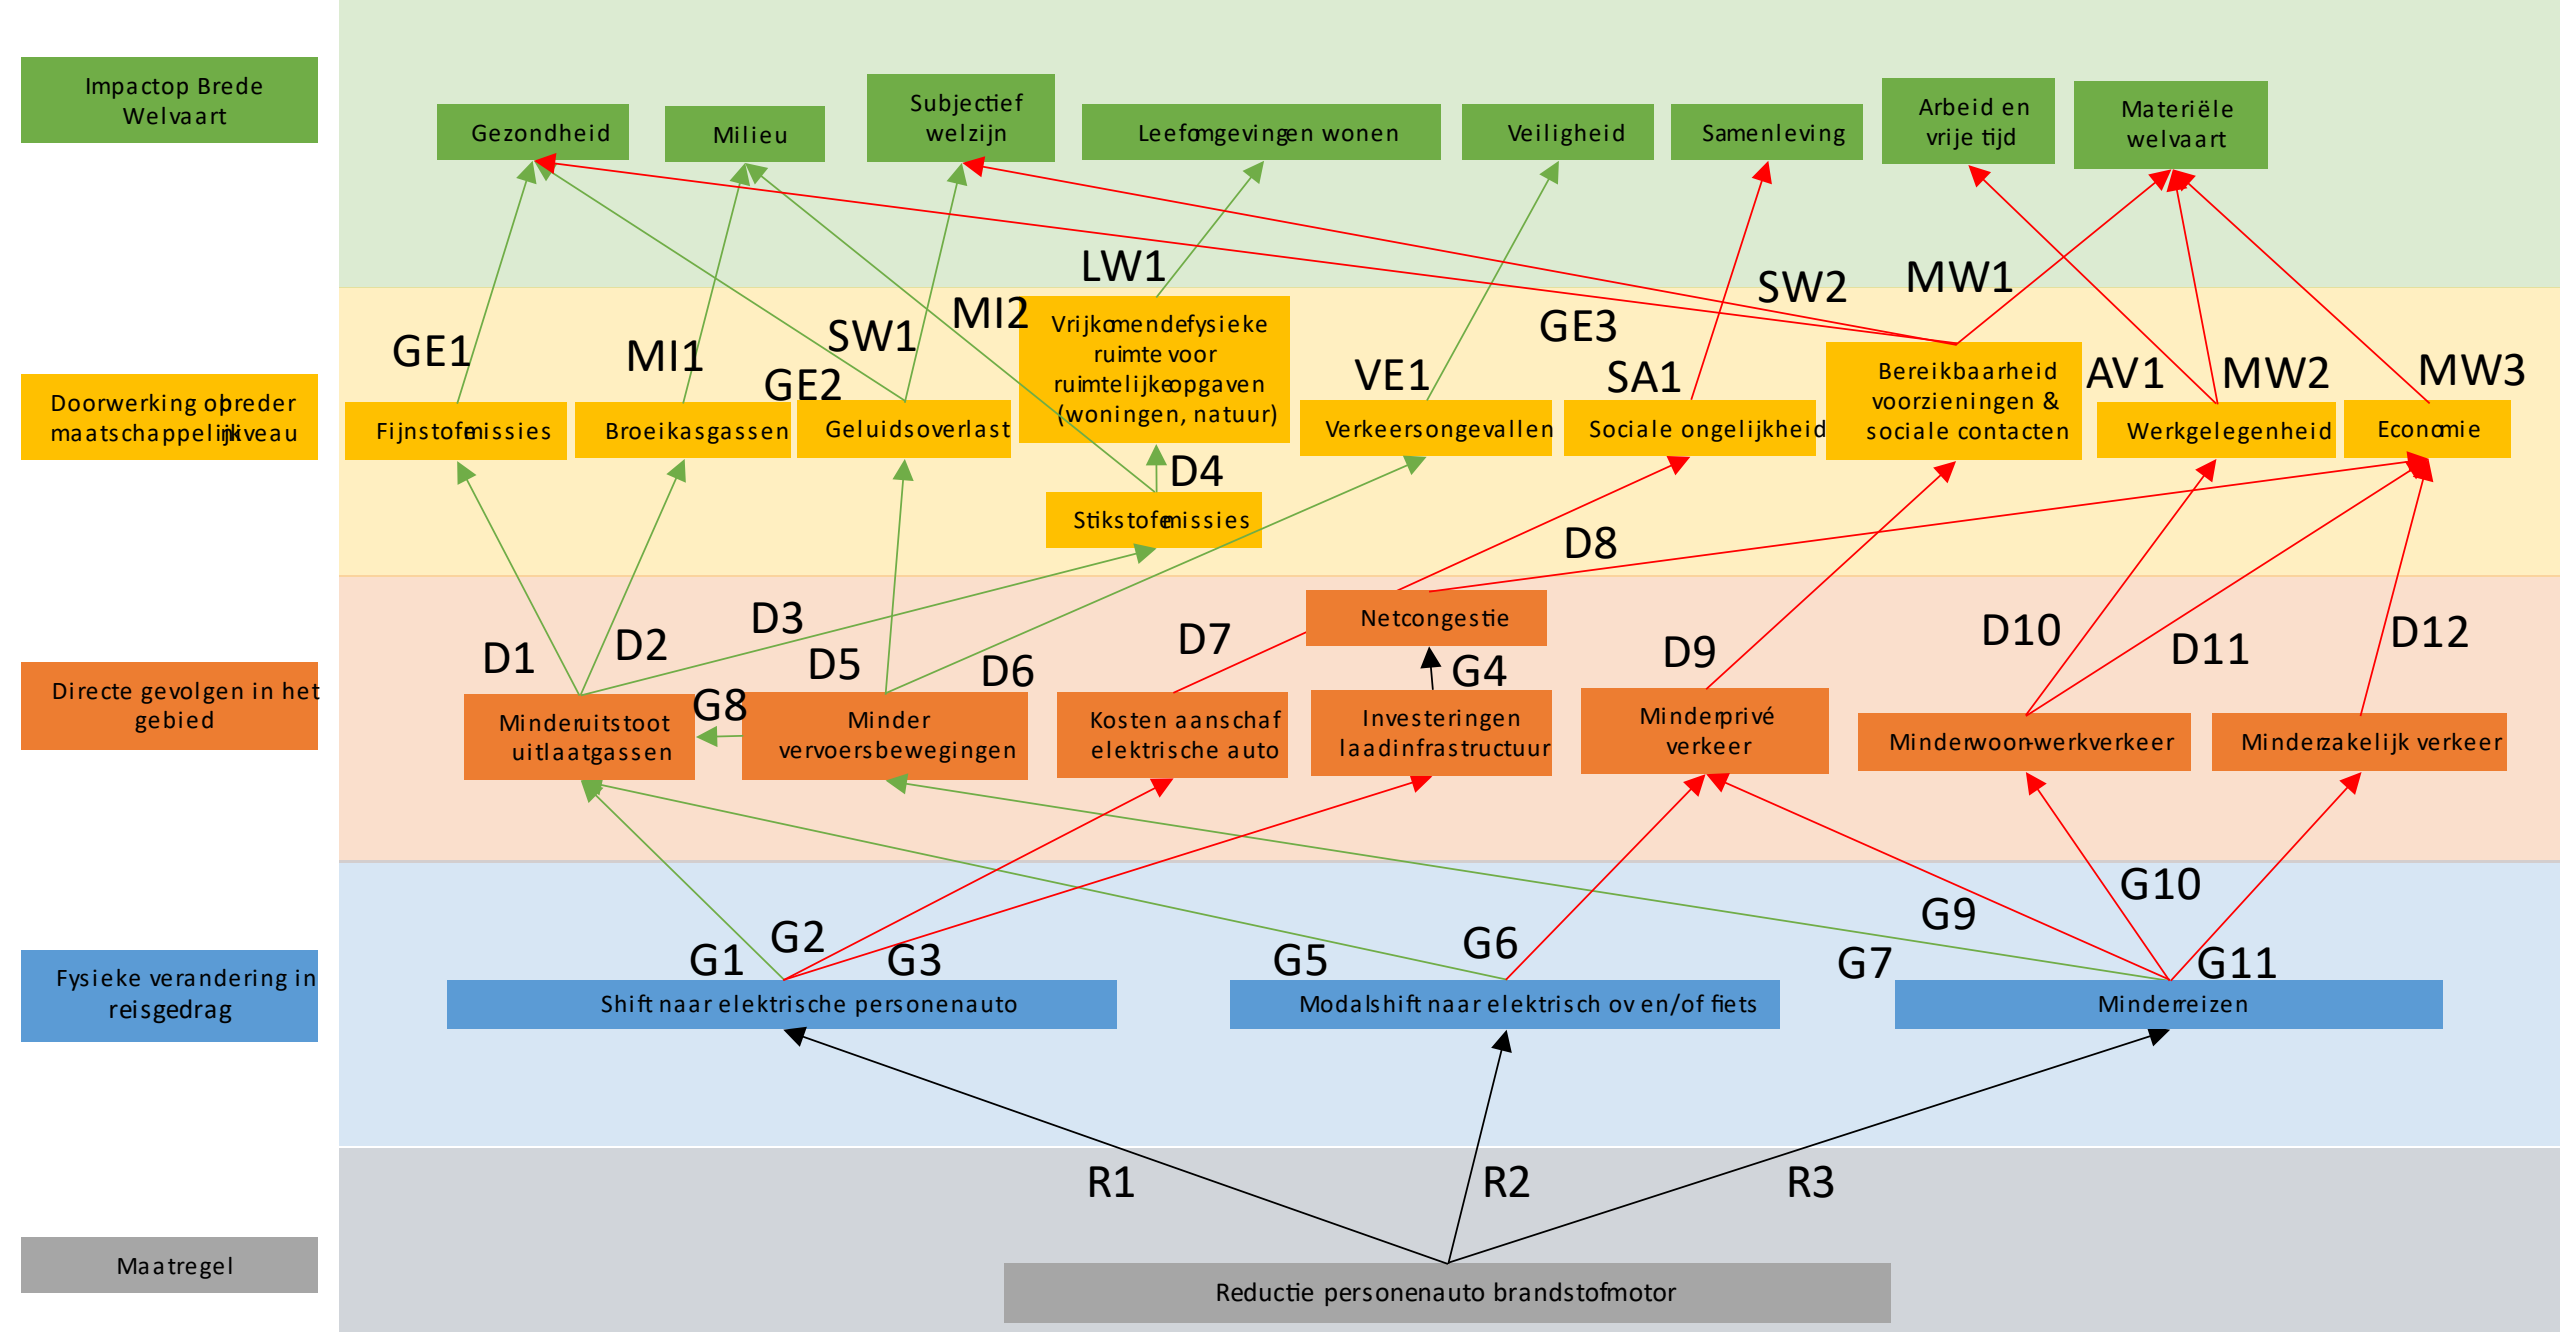 Impactop Brede
Welvaart
Gezondheid
Milieu
Subjectief
welzijn
Leefomgeving en wonen
Veiligheid
Samenleving
Arbeid en
vrije tijd
Materiële
welvaart
LW1
SW2
MW1
GE1
MI1
GE2
SW1
MI2
VE1
GE3
SA1
AV1
MW2
MW3
Doorwerking op breder
maatschappelijk niveau
Fijnstofemissies
Broeikasgassen
Geluidsoverlast
Vrijkomende fysieke
ruimte voor
ruimtelijke opgaven
(woningen, natuur)
Verkeersongevallen
Sociale ongelijkheid
Bereikbaarheid
voorzieningen &
sociale contacten
Werkgelegenheid
Economie
D4
Stikstofemissies
D8
D1
D2
D3
D5
D6
D7
Netcongestie
G4
D9
D10
D11
D12
Directe gevolgen in het
gebied
Minder uitstoot
uitlaatgassen
G8
Minder
vervoersbewegingen
Kosten aanschaf
elektrische auto
Investeringen
laadinfrastructuur
Minder privé
verkeer
Minder woon-werkverkeer
Minder zakelijk verkeer
G1
G2
G3
G5
G6
G7
G9
G10
G11
Fysieke verandering in
reisgedrag
Shift naar elektrische personenauto
Modal shift naar elektrisch ov en/of fiets
Minder reizen
R1
R2
R3
Maatregel
Reductie personenauto brandstofmotor